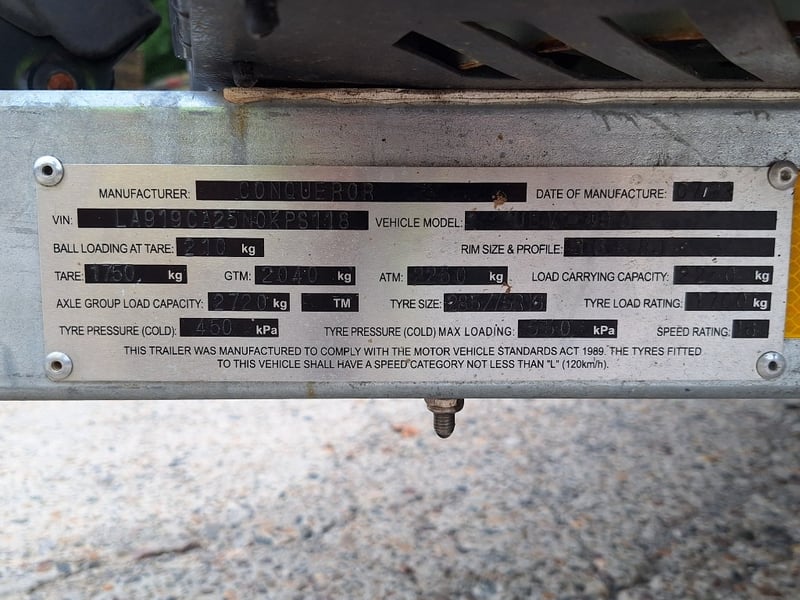 MANUFACTURER: CONQUEROR DATE OF MANUFACTURE:
VIN: LA919CA25N0KPS118 VEHICLE MODEL:
BALL LOADING AT TARE: 210 kg RIM SIZE & PROFILE:
TARE: 1750 kg GTM: 2040 kg ATM: 2250 kg LOAD CARRYING CAPACITY: kg
AXLE GROUP LOAD CAPACITY: 2720 kg TM TYRE SIZE: TYRE LOAD RATING: kg
TYRE PRESSURE (COLD): 450 kPa TYRE PRESSURE (COLD) MAX LOADING: 550 kPa SPEED RATING:
THIS TRAILER WAS MANUFACTURED TO COMPLY WITH THE MOTOR VEHICLE STANDARDS ACT 1989. THE TYRES FITTED
TO THIS VEHICLE SHALL HAVE A SPEED CATEGORY NOT LESS THAN "L" (120km/h).